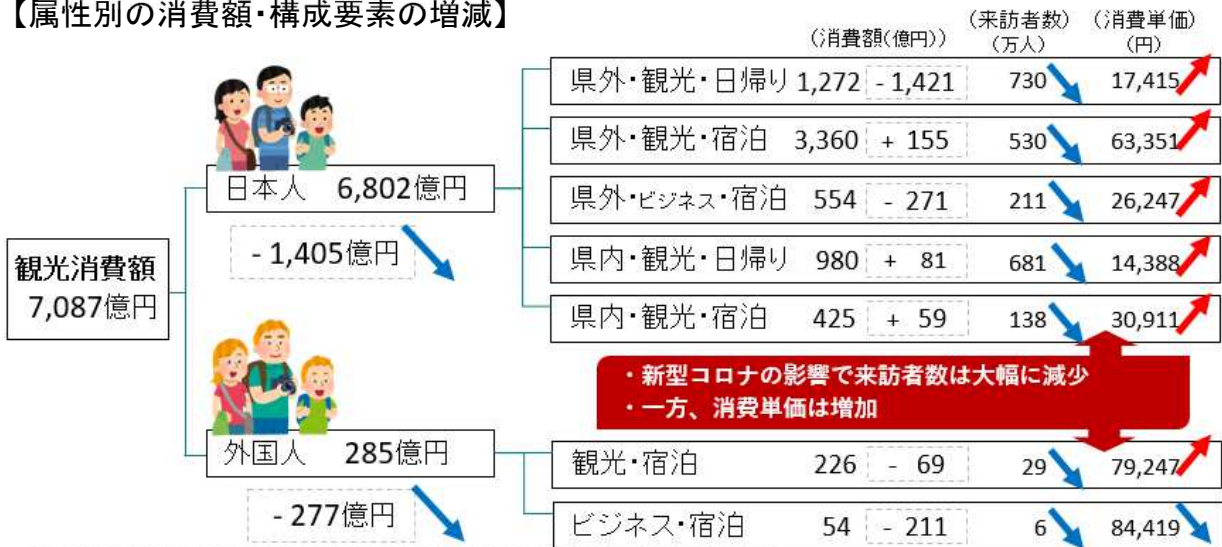 【属性別の消費額・構成要素の増減】
(消費額(億円)) (来訪者数)(万人) (消費単価)(円)
県外・観光・日帰り 1,272 - 1,421 730 17,415
県外・観光・宿泊 3,360 + 155 530 63,351
日本人 6,802億円
県外・ビジネス・宿泊 554 - 271 211 26,247
- 1,405億円
県内・観光・日帰り 980 + 81 681 14,388
観光消費額
7,087億円
県内・観光・宿泊 425 + 59 138 30,911
・新型コロナの影響で来訪者数は大幅に減少
・一方、消費単価は増加
外国人 285億円
観光・宿泊 226 - 69 29 79,247
- 277億円
ビジネス・宿泊 54 - 211 6 84,419